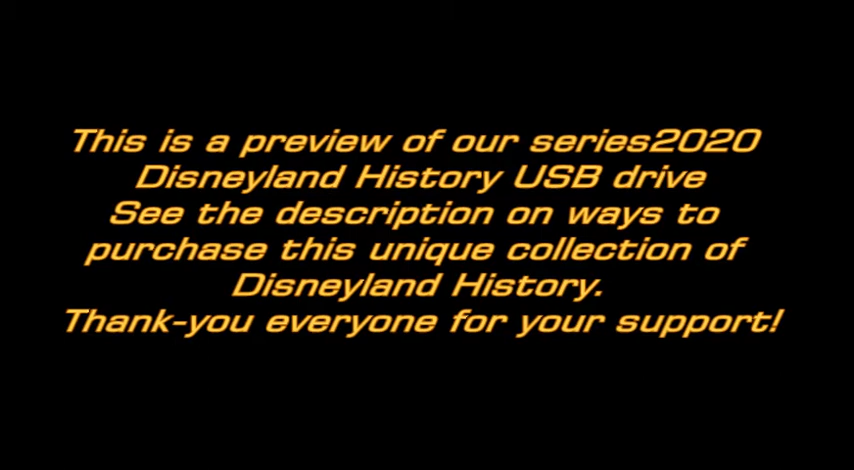 This is a preview of our series2020
Disneyland History USB drive
See the description on ways to
purchase this unique collection of
Disneyland History.
Thank-you everyone for your support!